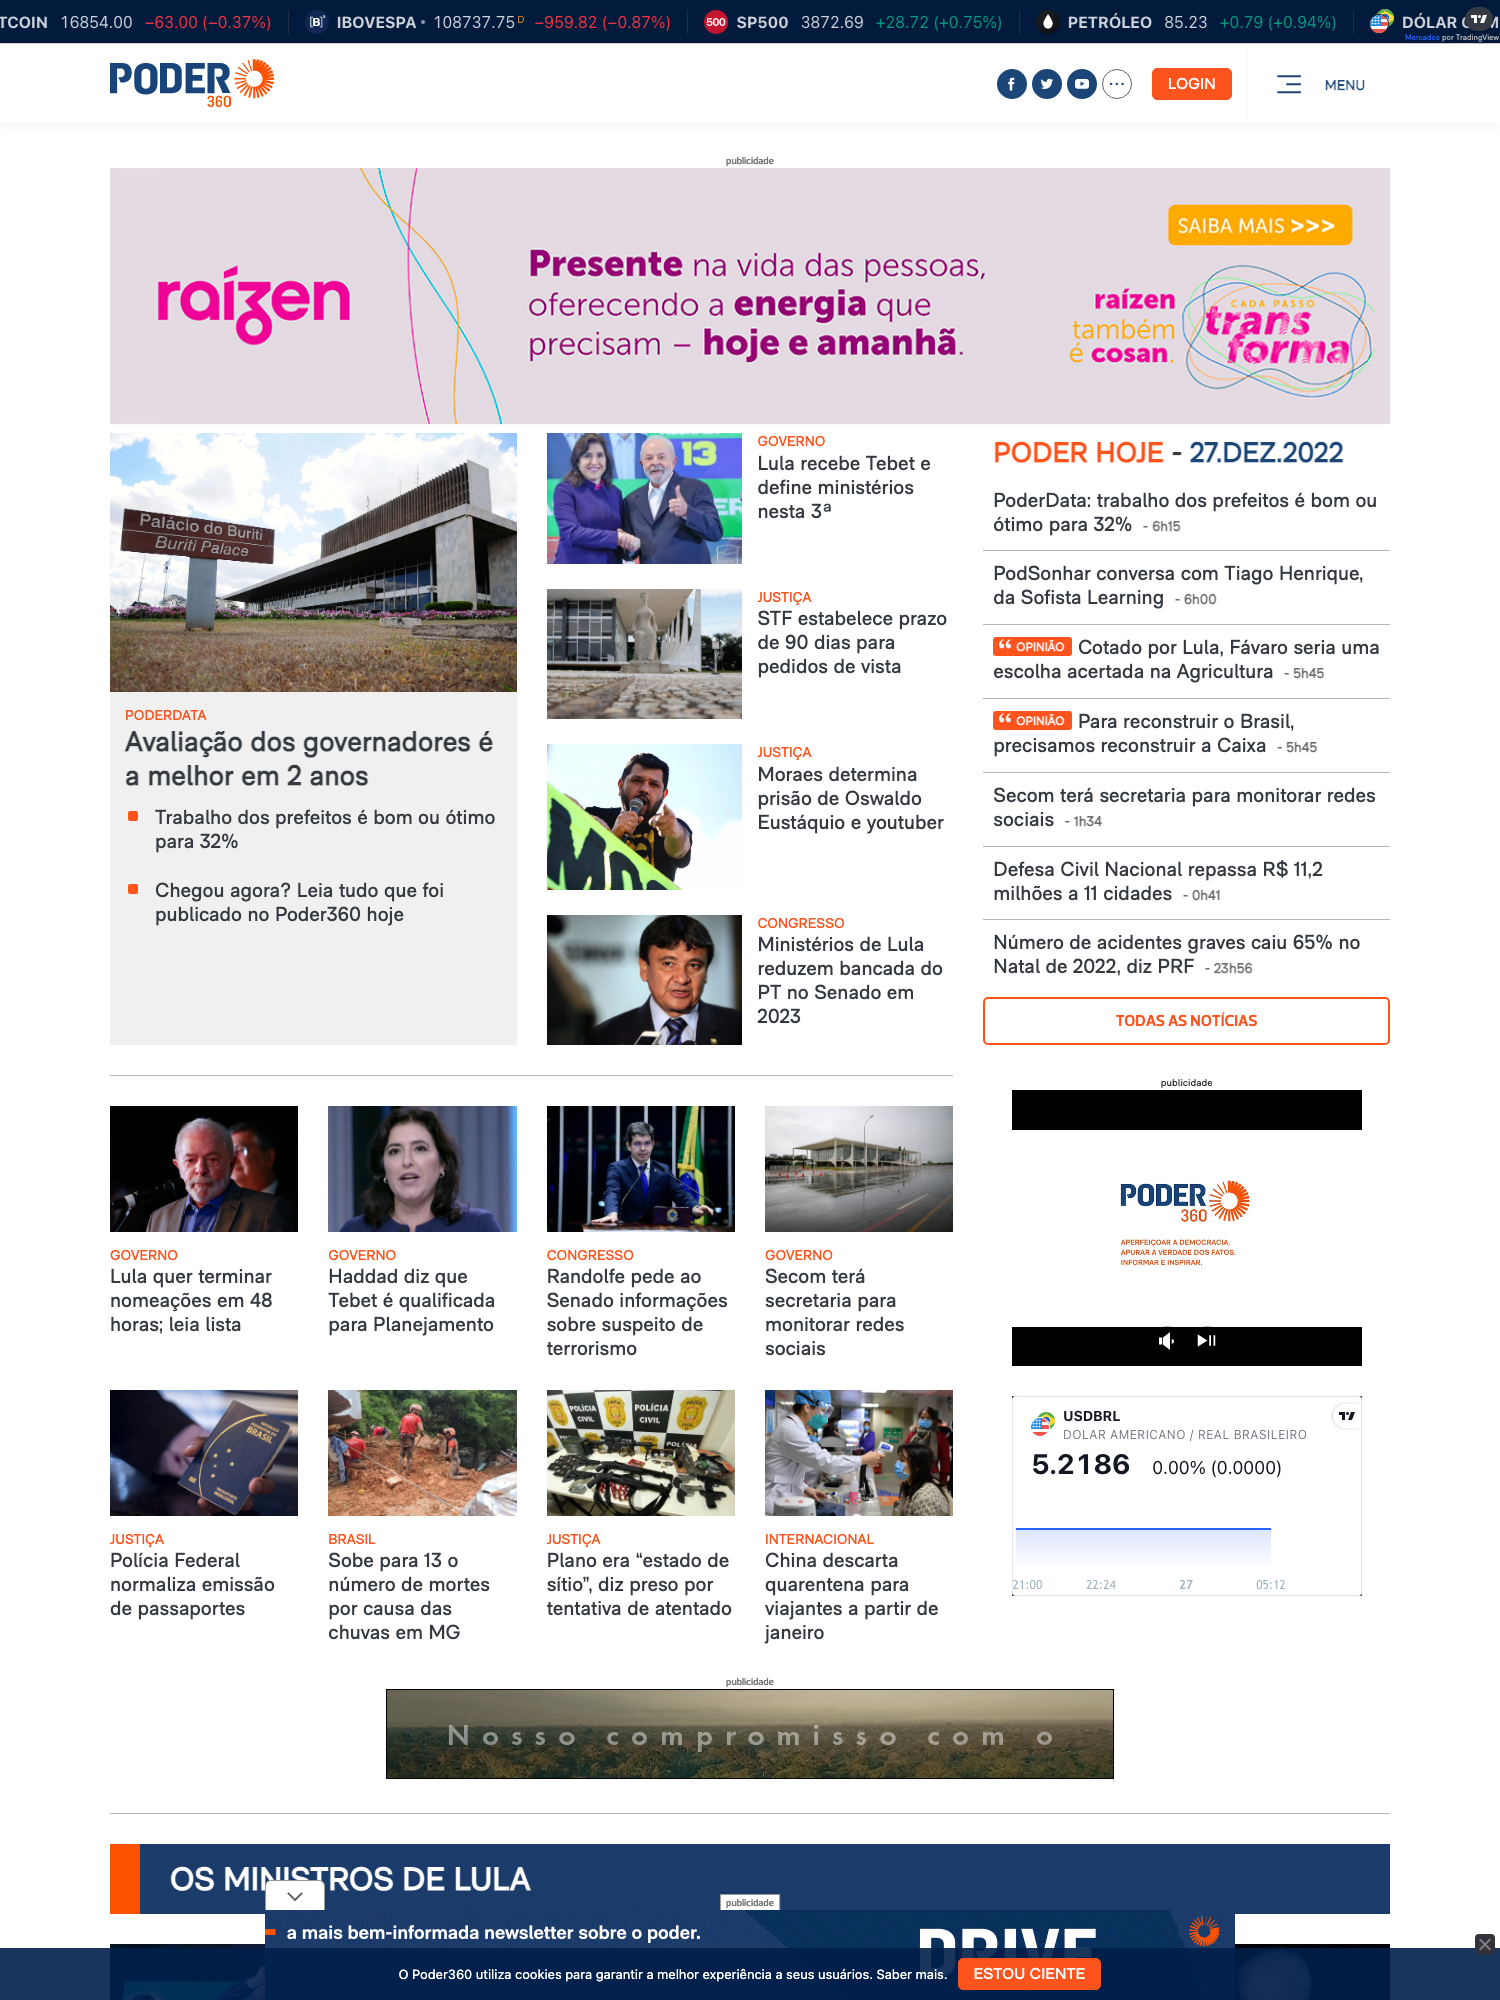 TCOIN 16854.00 −63.00 (−0.37%) IBOVESPA • 108737.75 D −959.82 (−0.87%) 500 SP500 3872.69 +28.72 (+0.75%) PETRÓLEO 85.23 +0.79 (+0.94%)
Mercados por TradingView
PODER
360
LOGIN
MENU
publicidade
raízen
Presente na vida das pessoas,
oferecendo a energia que
precisam – hoje e amanhã.
SAIBA MAIS >>>
raízen
também
é cosan.
CADA PASSO
trans
forma
Palácio do Buriti
Buriti Palace
PODERDATA
Avaliação dos governadores é
a melhor em 2 anos
Trabalho dos prefeitos é bom ou ótimo
para 32%
Chegou agora? Leia tudo que foi
publicado no Poder360 hoje
13
GOVERNO
Lula recebe Tebet e
define ministérios
nesta 3ª
JUSTIÇA
STF estabelece prazo
de 90 dias para
pedidos de vista
JUSTIÇA
Moraes determina
prisão de Oswaldo
Eustáquio e youtuber
CONGRESSO
Ministérios de Lula
reduzem bancada do
PT no Senado em
2023
PODER HOJE - 27.DEZ.2022
PoderData: trabalho dos prefeitos é bom ou
ótimo para 32% - 6h15
PodSonhar conversa com Tiago Henrique,
da Sofista Learning - 6h00
“ OPINIÃO Cotado por Lula, Fávaro seria uma
escolha acertada na Agricultura - 5h45
“ OPINIÃO Para reconstruir o Brasil,
precisamos reconstruir a Caixa - 5h45
Secom terá secretaria para monitorar redes
sociais - 1h34
Defesa Civil Nacional repassa R$ 11,2
milhões a 11 cidades - 0h41
Número de acidentes graves caiu 65% no
Natal de 2022, diz PRF - 23h56
TODAS AS NOTÍCIAS
GOVERNO
Lula quer terminar
nomeações em 48
horas; leia lista
GOVERNO
Haddad diz que
Tebet é qualificada
para Planejamento
CONGRESSO
Randolfe pede ao
Senado informações
sobre suspeito de
terrorismo
GOVERNO
Secom terá
secretaria para
monitorar redes
sociais
BRASIL
JUSTIÇA
Polícia Federal
normaliza emissão
de passaportes
BRASIL
Sobe para 13 o
número de mortes
por causa das
chuvas em MG
POLÍCIA
CIVIL
POLÍCIA
CIVIL
JUSTIÇA
Plano era “estado de
sítio”, diz preso por
tentativa de atentado
INTERNACIONAL
China descarta
quarentena para
viajantes a partir de
janeiro
publicidade
PODER
360
APERFEIÇOAR A DEMOCRACIA.
APURAR A VERDADE DOS FATOS.
INFORMAR E INSPIRAR.
USDBRL
DOLAR AMERICANO / REAL BRASILEIRO
5.2186 0.00% (0.0000)
21:00 22:24 27 05:12
publicidade
Nosso compromisso com o
OS MINISTROS DE LULA
publicidade
a mais bem-informada newsletter sobre o poder.
DRIVE
O Poder360 utiliza cookies para garantir a melhor experiência a seus usuários. Saber mais.
ESTOU CIENTE